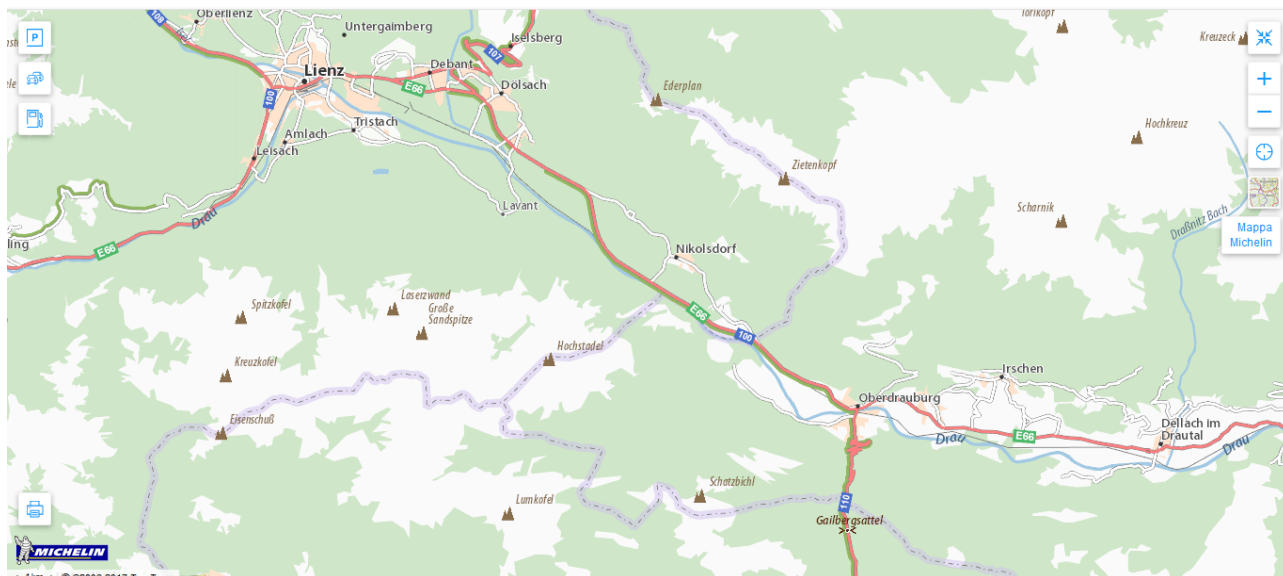 Oberlienz
108
Untergaimberg
Iselsberg
107
Torikopf
Kreuzeck
P
Lienz
Debant
E66
Dölsach
Ederplan
100
Hochkreuz
Tristach
Amlach
Leisach
Zietenkopf
Lavant
Scharnik
Draßnitz Bach
Drau
ling
E66
Mappa
Michelin
Nikolsdorf
Spitzkofel
Laserzwand
Große
Sandspitze
E66
100
Kreuzkofel
Hochstadel
Irschen
Oberdrauburg
Eisenschuß
E66
Drau
Dellach im
Drautal
Drau
Lumkofel
Schatzbichl
110
Gailbergsattel
MICHELIN